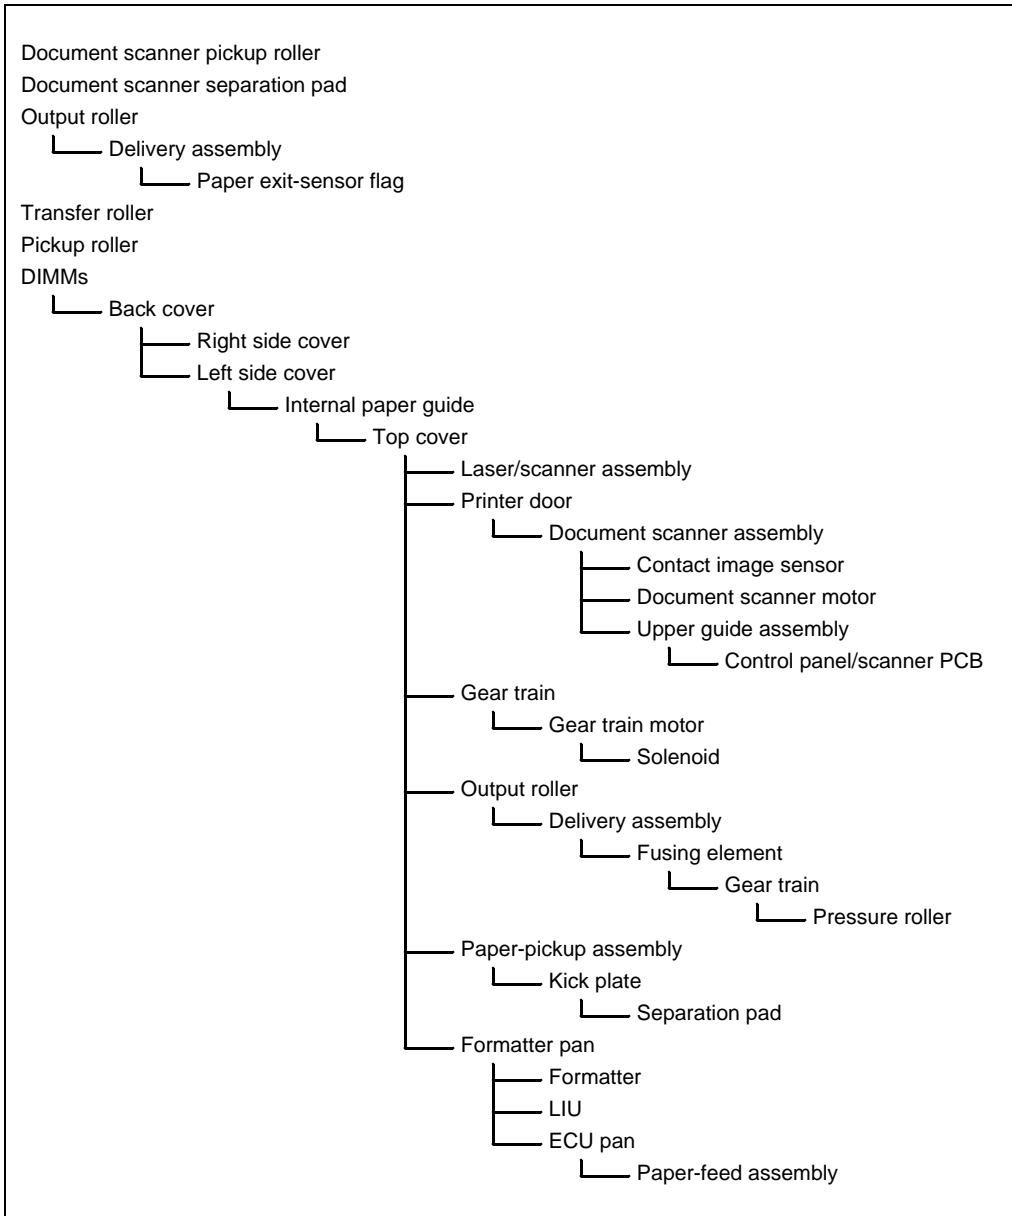 Document scanner pickup roller
Document scanner separation pad
Output roller
Delivery assembly
Paper exit-sensor flag
Transfer roller
Pickup roller
DIMMs
Back cover
Right side cover
Left side cover
Internal paper guide
Top cover
Laser/scanner assembly
Printer door
Document scanner assembly
Contact image sensor
Document scanner motor
Upper guide assembly
Control panel/scanner PCB
Gear train
Gear train motor
Solenoid
Output roller
Delivery assembly
Fusing element
Gear train
Pressure roller
Paper-pickup assembly
Kick plate
Separation pad
Formatter pan
Formatter
LIU
ECU pan
Paper-feed assembly